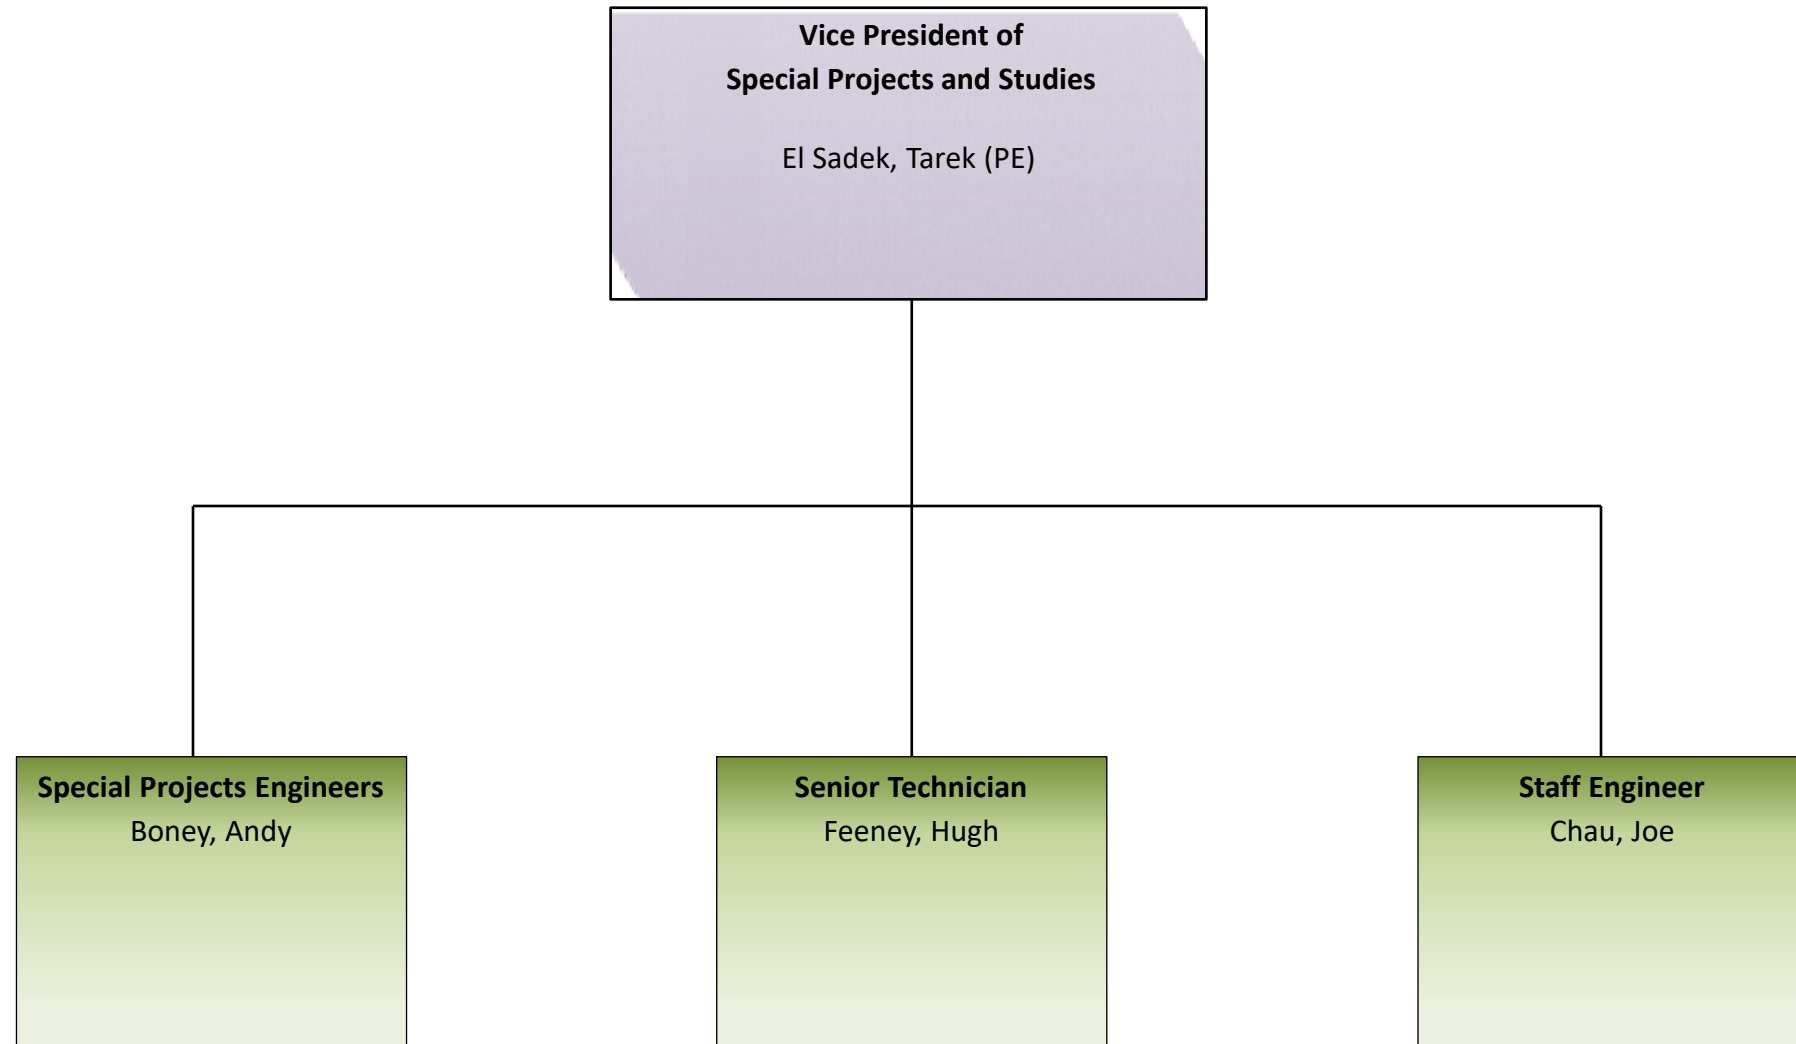 Vice President of
Special Projects and Studies
El Sadek, Tarek (PE)
Special Projects Engineers
Boney, Andy
Senior Technician
Feeney, Hugh
Staff Engineer
Chau, Joe